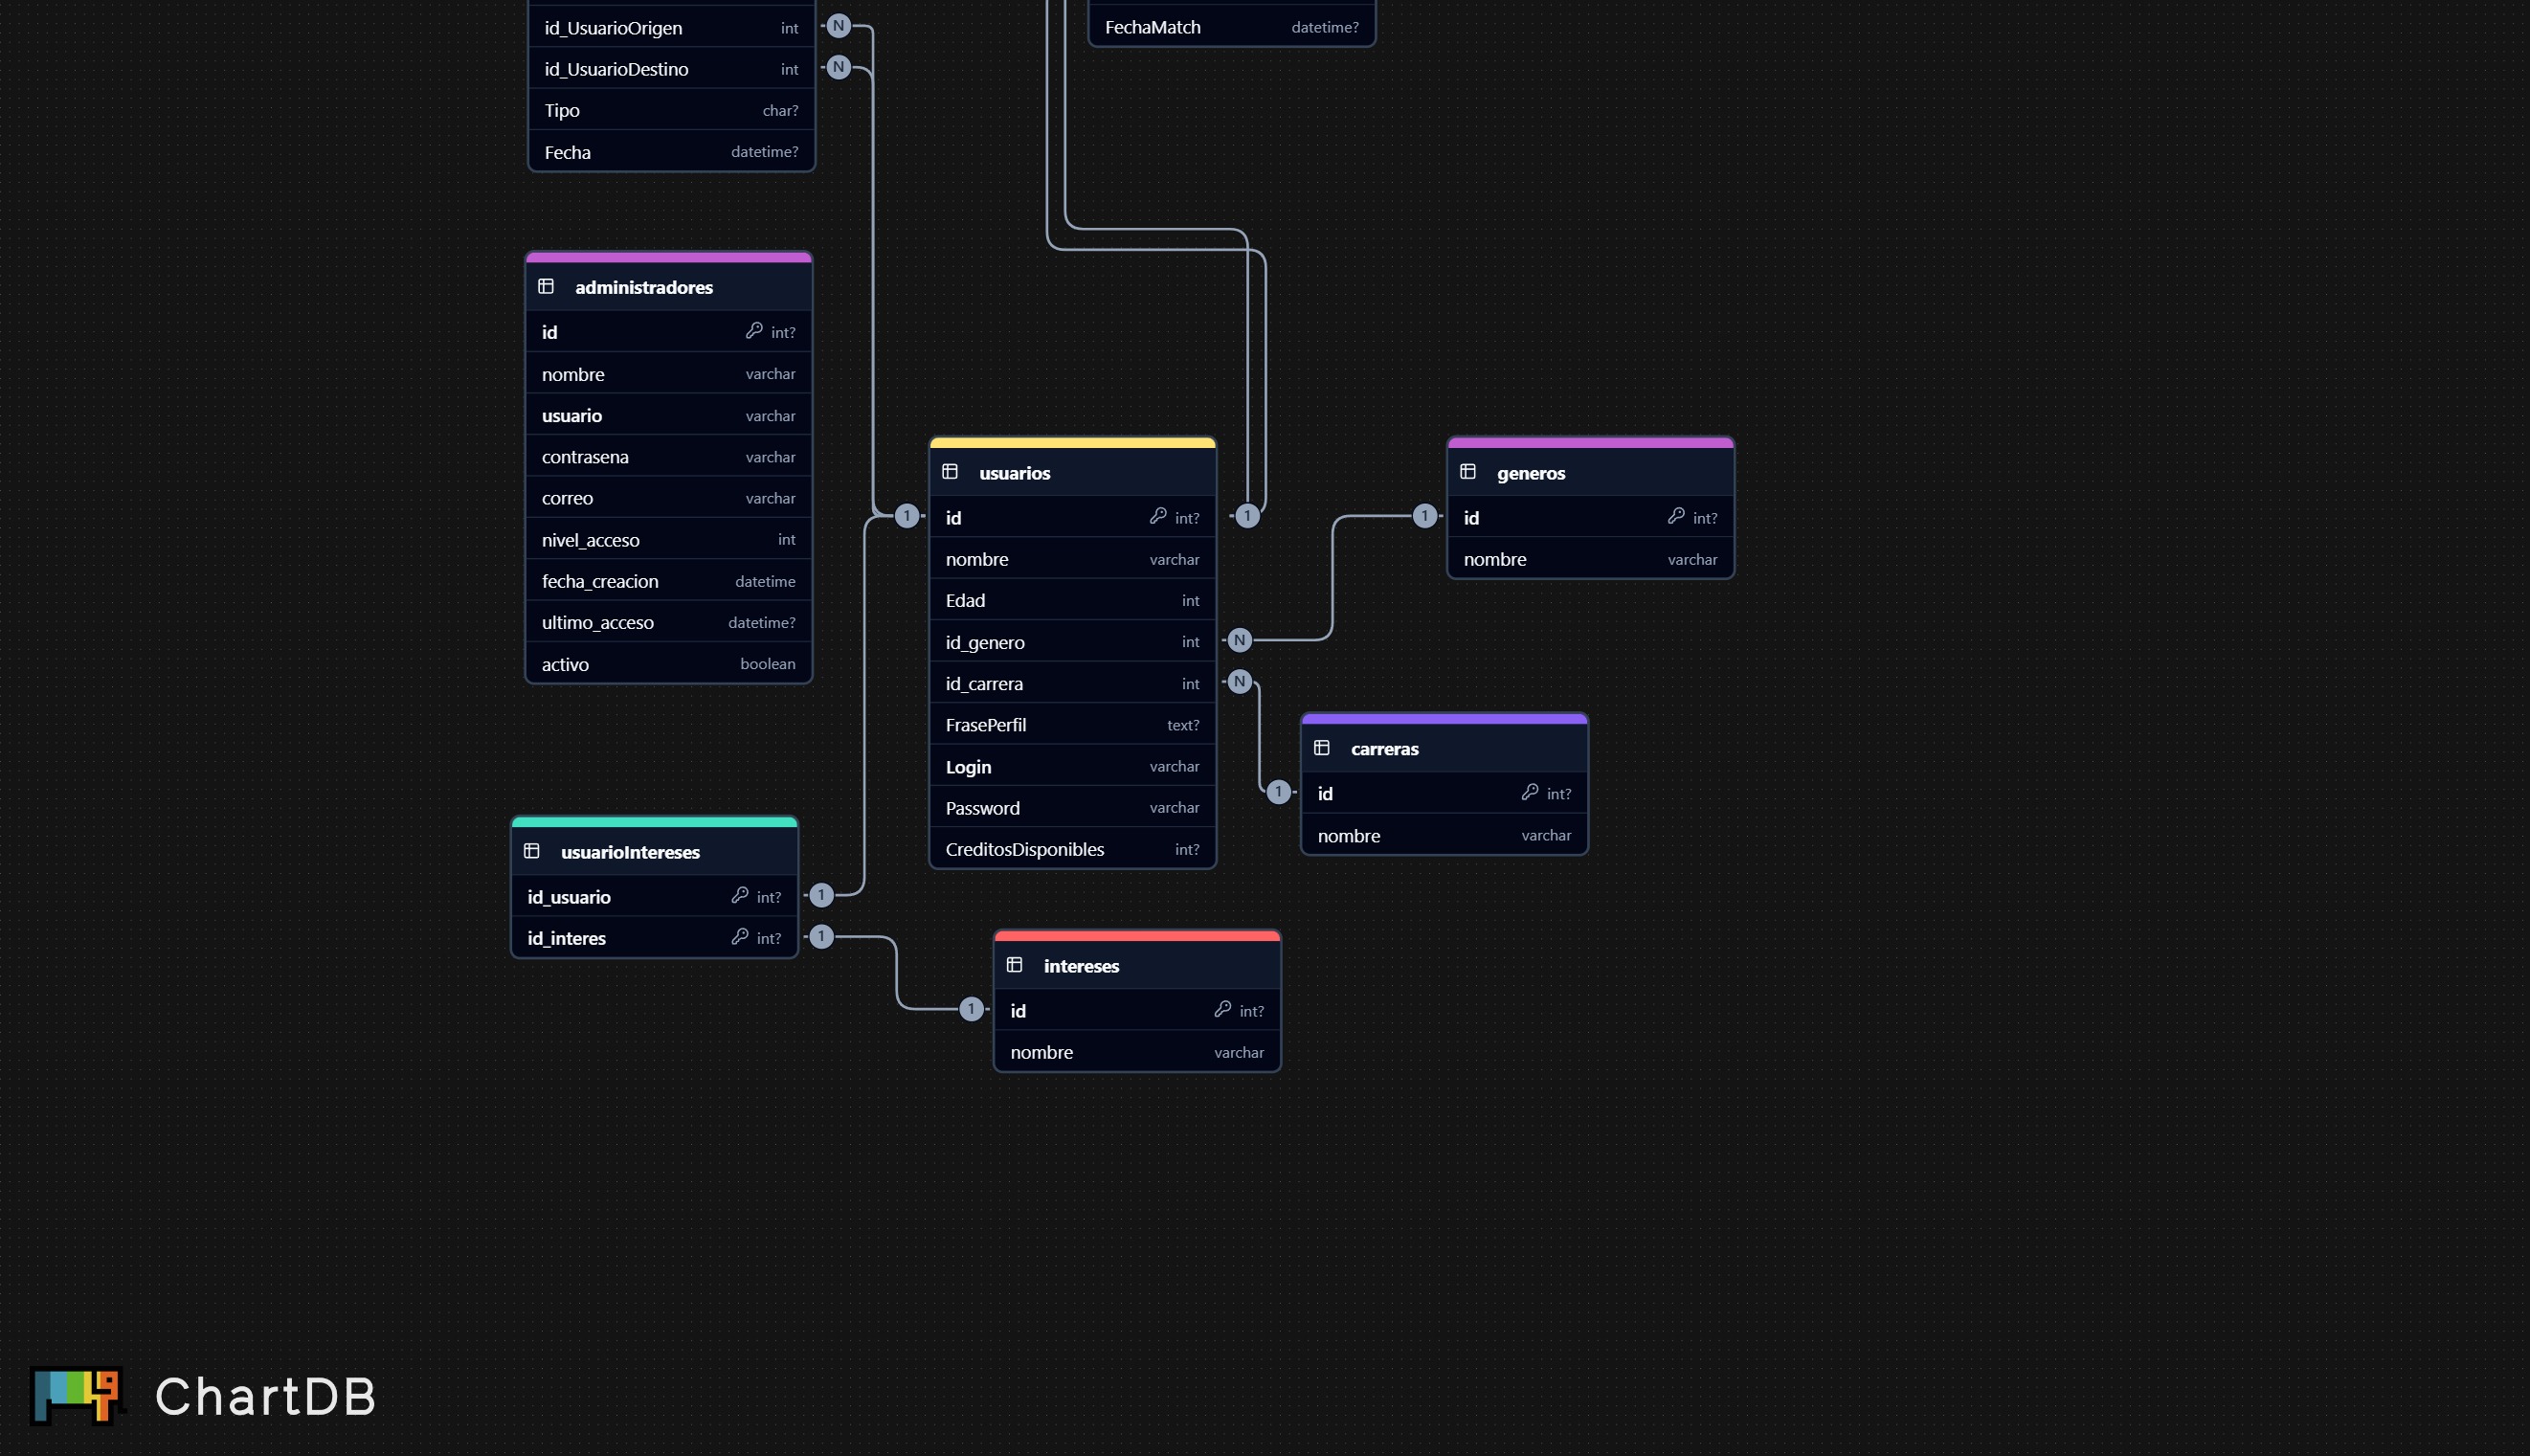 id_UsuarioOrigen int N
id_UsuarioDestino int N
Tipo char?
Fecha datetime?
FechaMatch datetime?
administradores
id int?
nombre varchar
usuario varchar
contrasena varchar
correo varchar
nivel_acceso int
fecha_creacion datetime
ultimo_acceso datetime?
activo boolean
usuarios
1 id int? 1
nombre varchar
Edad int
id_genero int N
id_carrera int N
FrasePerfil text?
Login varchar
Password varchar
CreditosDisponibles int?
generos
1 id int?
nombre varchar
carreras
1 id int?
nombre varchar
usuarioIntereses
id_usuario int? 1
id_interes int? 1
intereses
1 id int?
nombre varchar
ChartDB